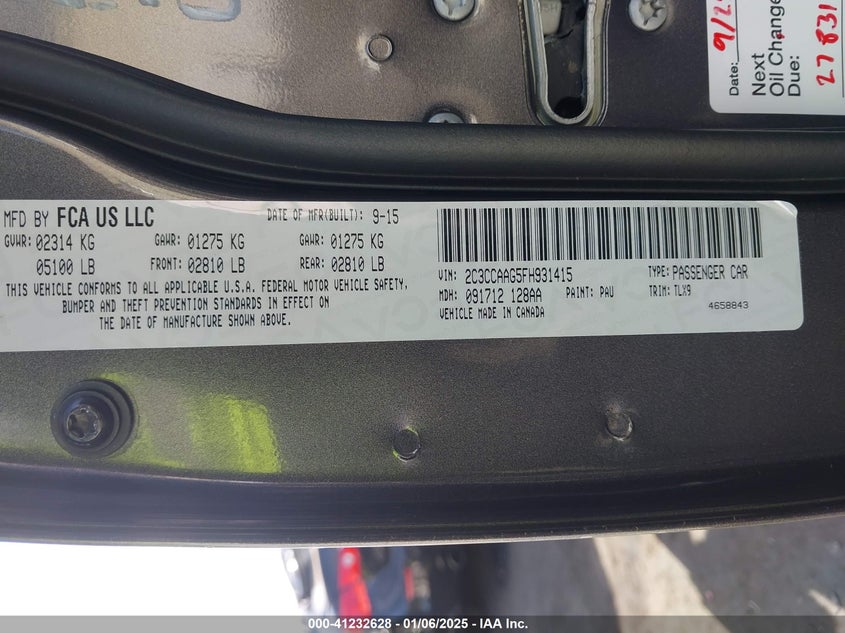 Date: 9/2
Next
Oil Change
Due:
27831
MFD BY FCA US LLC
DATE OF MFR(BUILT): 9-15
GVWR: 02314 KG GAWR: 01275 KG GAWR: 01275 KG
05100 LB FRONT: 02810 LB REAR: 02810 LB
THIS VEHICLE CONFORMS TO ALL APPLICABLE U.S.A. FEDERAL MOTOR VEHICLE SAFETY,
BUMPER AND THEFT PREVENTION STANDARDS IN EFFECT ON
THE DATE OF MANUFACTURE SHOWN ABOVE.
VIN: 2C3CCAAG5FH931415 TYPE: PASSENGER CAR
MDH: 091712 128AA PAINT: PAU TRIM: TLX9
VEHICLE MADE IN CANADA 4658843
000-41232628 - 01/06/2025 - IAA Inc.